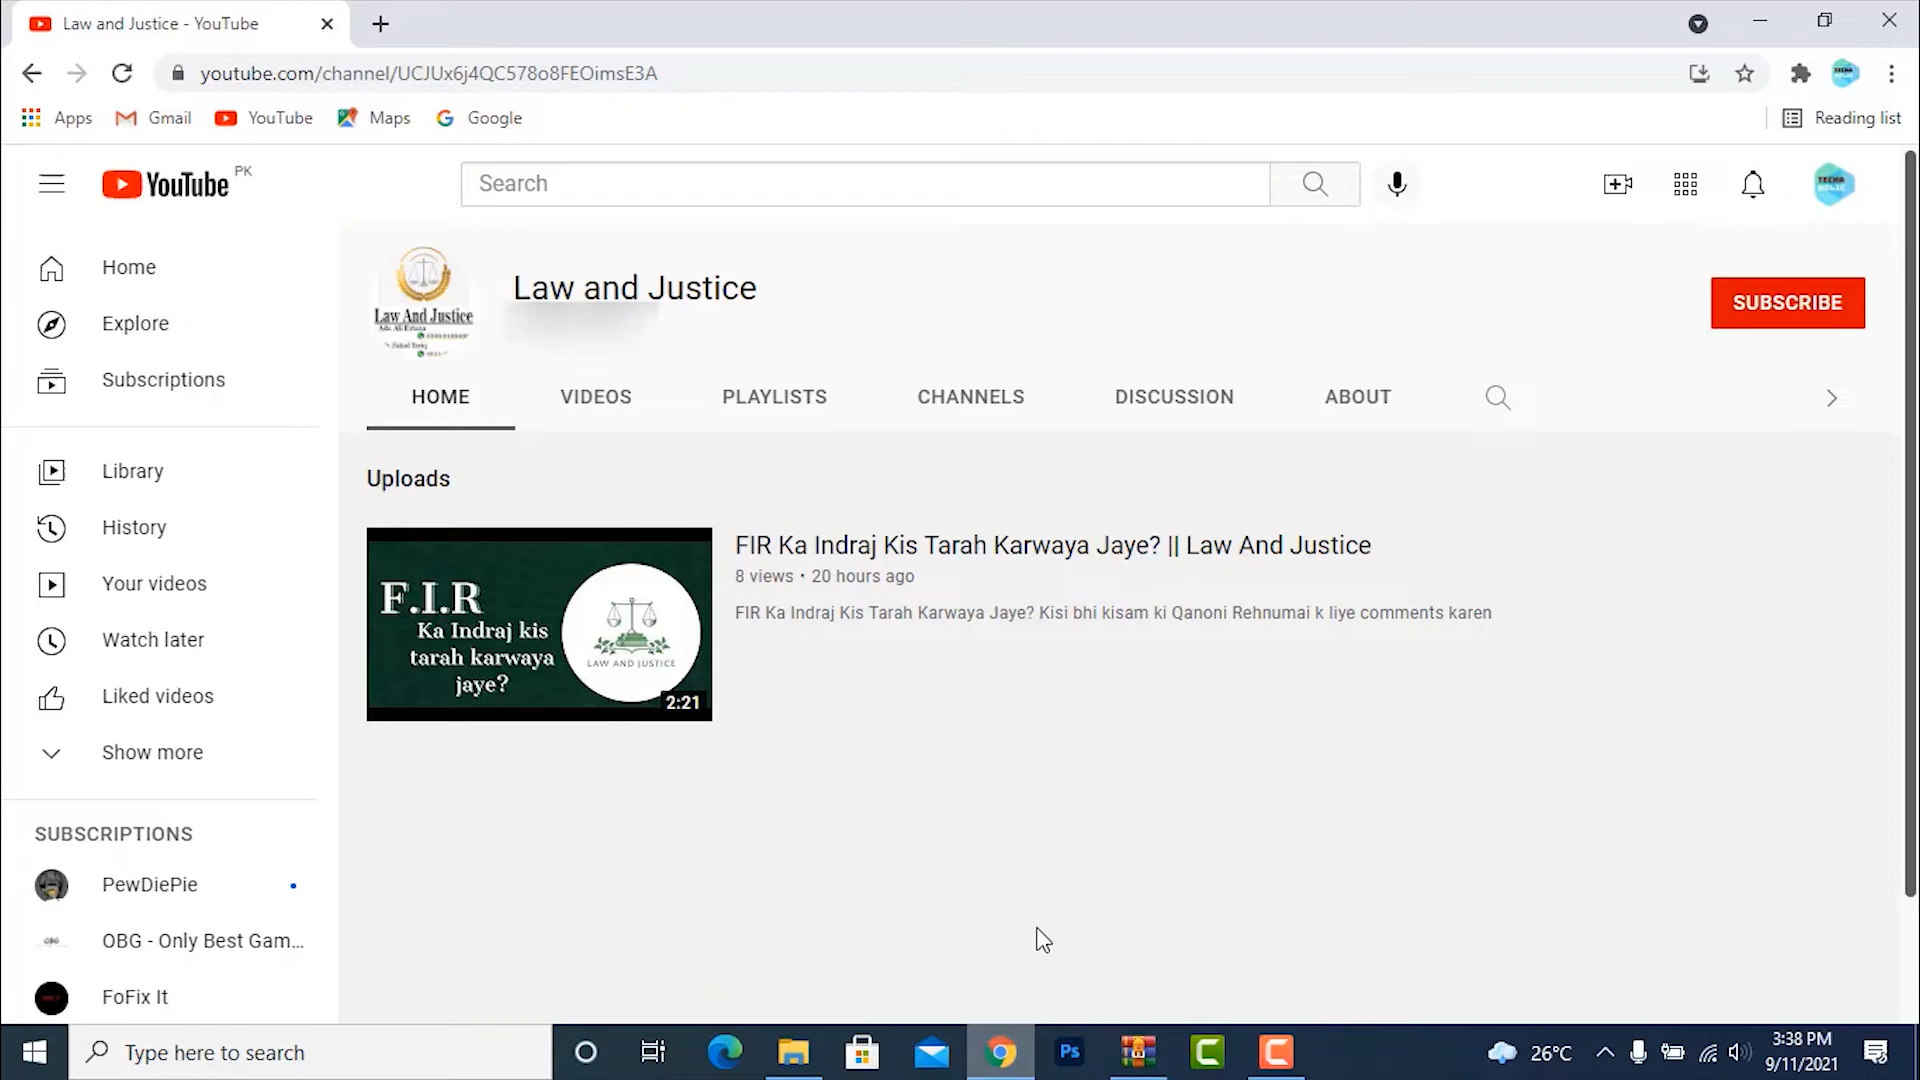 Law and Justice - YouTube
youtube.com/channel/UCJUx6j4QC578o8FEOimsE3A
Apps
Gmail
YouTube
Maps
Google
Reading list
YouTube PK
Search
TECHA HOLIC
Home
Explore
Subscriptions
Library
History
Your videos
Watch later
Liked videos
Show more
SUBSCRIPTIONS
PewDiePie
OBG - Only Best Gam...
FoFix It
Law And Justice
Law and Justice
SUBSCRIBE
HOME
VIDEOS
PLAYLISTS
CHANNELS
DISCUSSION
ABOUT
Uploads
F.I.R
Ka Indraj kis
tarah karwaya
jaye?
LAW AND JUSTICE
2:21
FIR Ka Indraj Kis Tarah Karwaya Jaye? || Law And Justice
8 views • 20 hours ago
FIR Ka Indraj Kis Tarah Karwaya Jaye? Kisi bhi kisam ki Qanoni Rehnumai k liye comments karen
Type here to search
Ps
26°C
3:38 PM
9/11/2021